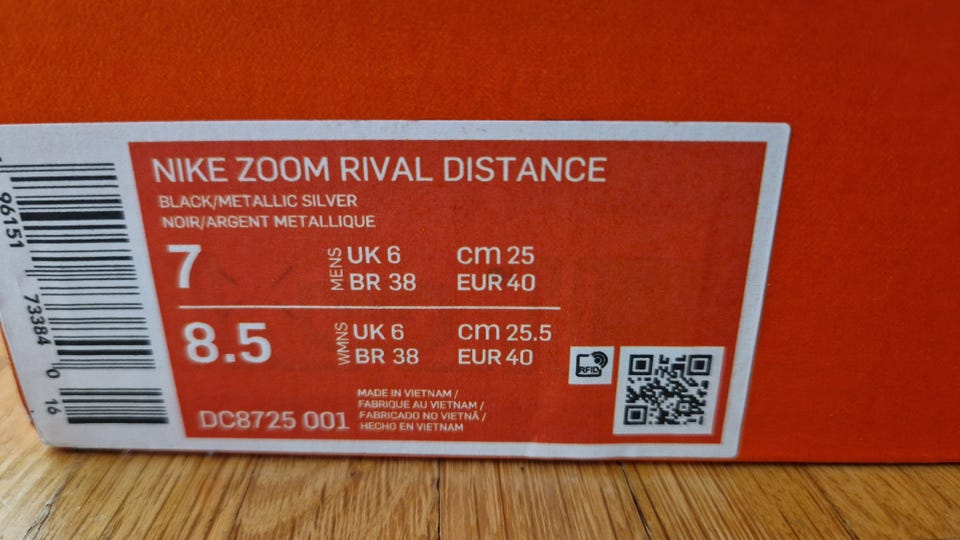 NIKE ZOOM RIVAL DISTANCE
BLACK/METALLIC SILVER
NOIR/ARGENT METALLIQUE
7 MENS UK 6 cm 25
BR 38 EUR 40
8.5 WMNS UK 6 cm 25.5
BR 38 EUR 40
RFID
DC8725 001
MADE IN VIETNAM /
FABRIQUE AU VIETNAM /
FABRICADO NO VIETNÃ /
HECHO EN VIETNAM
96151 73384 0 16